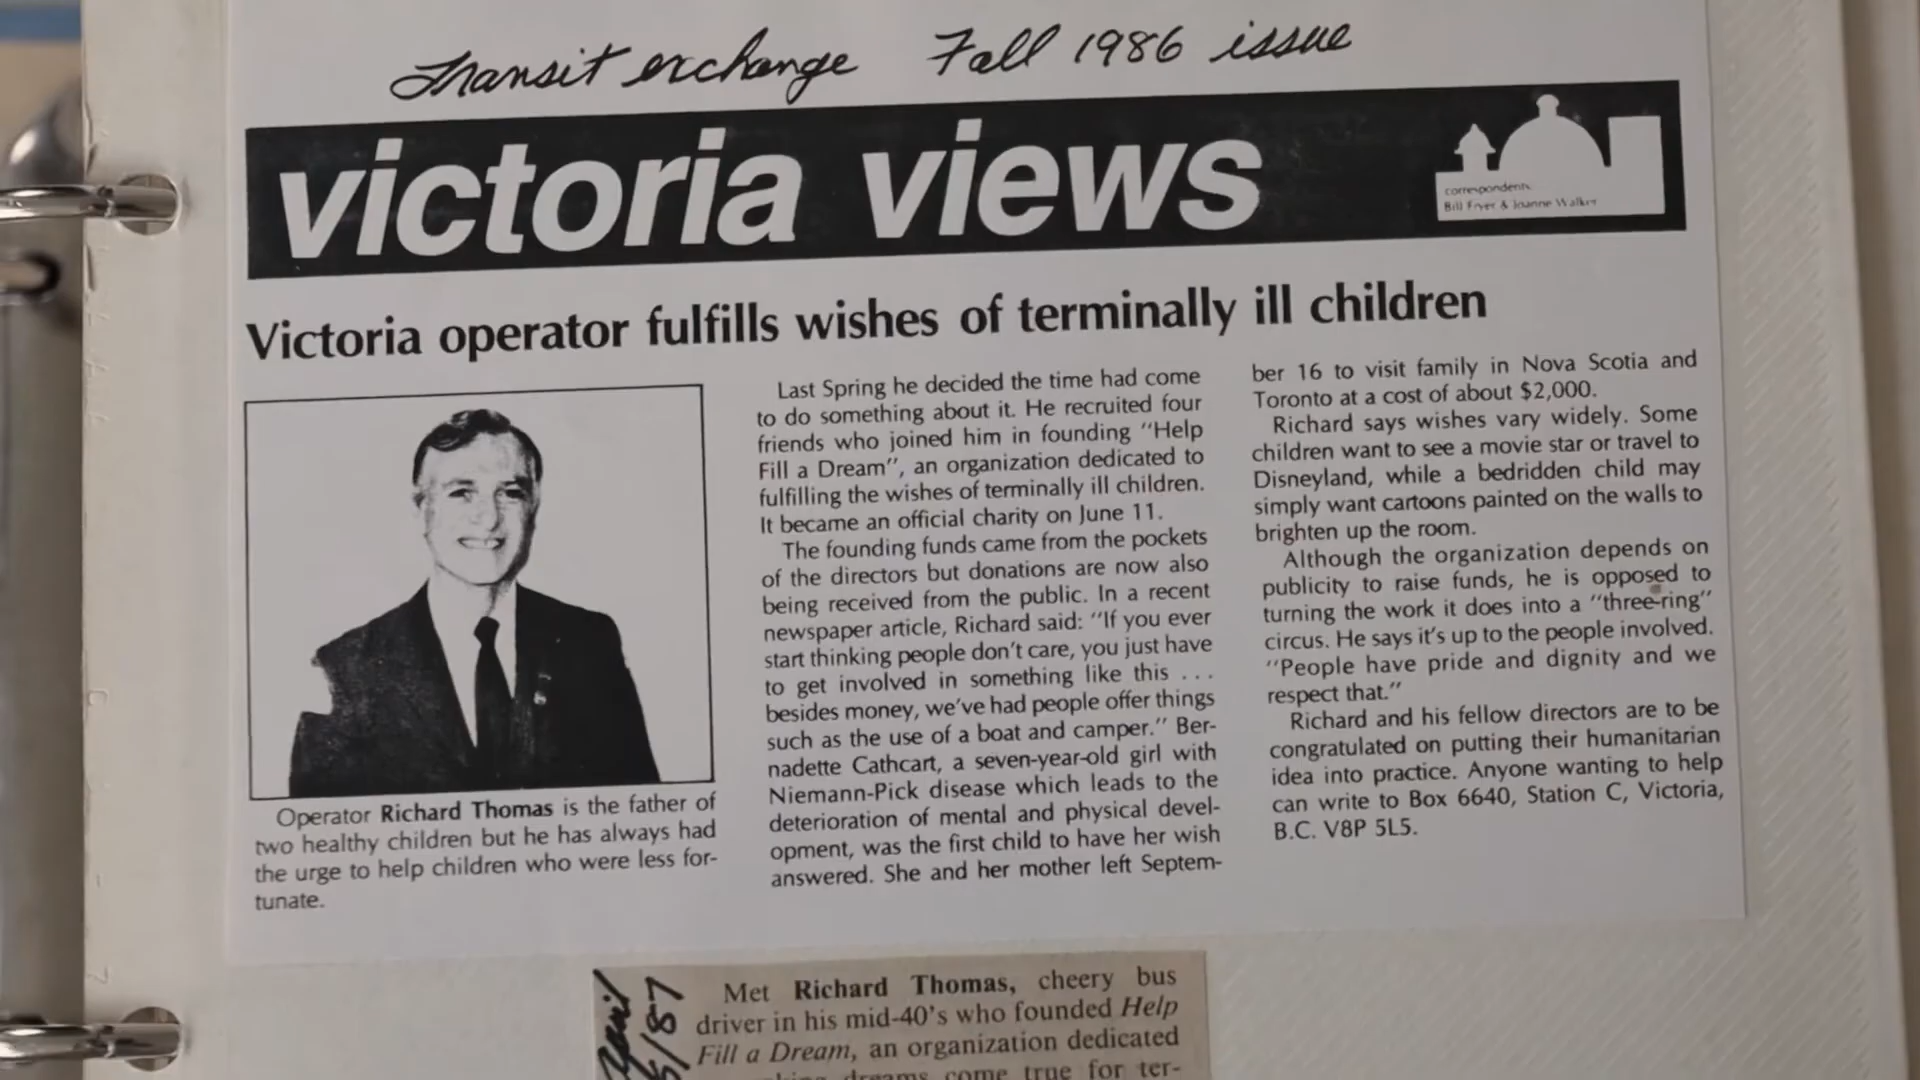 Transit exchange Fall 1986 issue
victoria views
correspondents
Bill Fryer & Joanne Walker
Victoria operator fulfills wishes of terminally ill children
Operator Richard Thomas is the father of
two healthy children but he has always had
the urge to help children who were less for-
tunate.
Last Spring he decided the time had come
to do something about it. He recruited four
friends who joined him in founding "Help
Fill a Dream", an organization dedicated to
fulfilling the wishes of terminally ill children.
It became an official charity on June 11.
The founding funds came from the pockets
of the directors but donations are now also
being received from the public. In a recent
newspaper article, Richard said: "If you ever
start thinking people don't care, you just have
to get involved in something like this . . .
besides money, we've had people offer things
such as the use of a boat and camper." Ber-
nadette Cathcart, a seven-year-old girl with
Niemann-Pick disease which leads to the
deterioration of mental and physical devel-
opment, was the first child to have her wish
answered. She and her mother left Septem-
ber 16 to visit family in Nova Scotia and
Toronto at a cost of about $2,000.
Richard says wishes vary widely. Some
children want to see a movie star or travel to
Disneyland, while a bedridden child may
simply want cartoons painted on the walls to
brighten up the room.
Although the organization depends on
publicity to raise funds, he is opposed to
turning the work it does into a "three-ring"
circus. He says it's up to the people involved.
"People have pride and dignity and we
respect that."
Richard and his fellow directors are to be
congratulated on putting their humanitarian
idea into practice. Anyone wanting to help
can write to Box 6640, Station C, Victoria,
B.C. V8P 5L5.
Met Richard Thomas, cheery bus
driver in his mid-40's who founded Help
Fill a Dream, an organization dedicated
dreams come true for ter-
/87